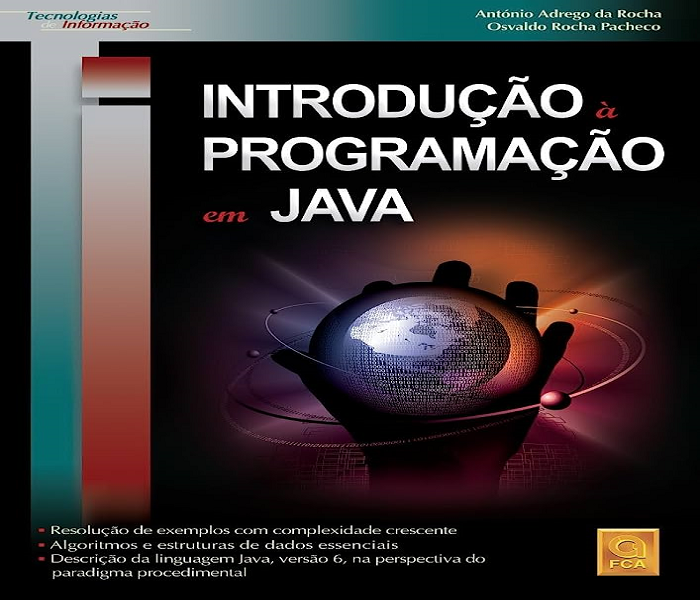 Tecnologias
de Informação
António Adrego da Rocha
Osvaldo Rocha Pacheco
INTRODUÇÃO à
PROGRAMAÇÃO
em JAVA
▪ Resolução de exemplos com complexidade crescente
▪ Algoritmos e estruturas de dados essenciais
▪ Descrição da linguagem Java, versão 6, na perspectiva do
paradigma procedimental
FCA